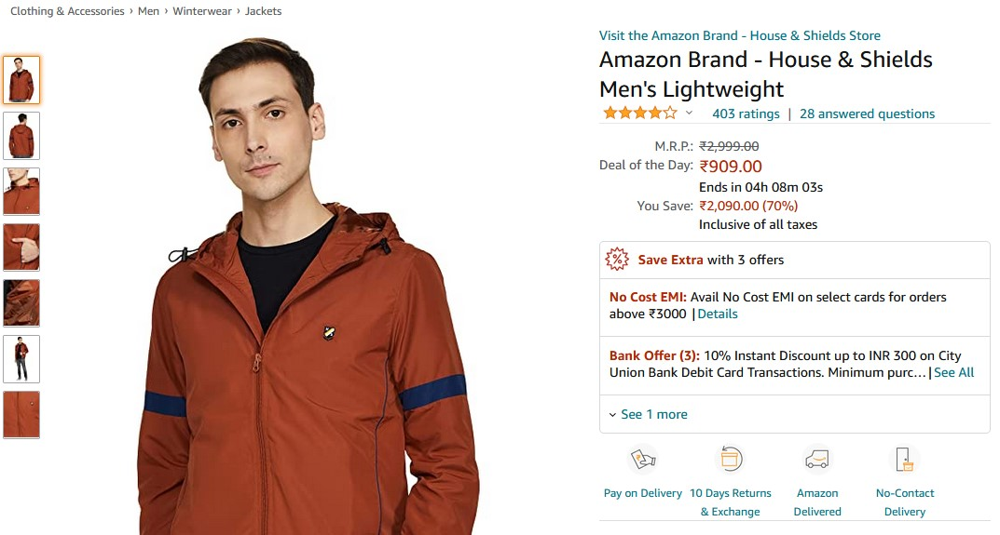 Clothing & Accessories › Men › Winterwear › Jackets
Visit the Amazon Brand - House & Shields Store
Amazon Brand - House & Shields
Men's Lightweight
403 ratings | 28 answered questions
M.R.P.: ₹2,999.00
Deal of the Day: ₹909.00
Ends in 04h 08m 03s
You Save: ₹2,090.00 (70%)
Inclusive of all taxes
Save Extra with 3 offers
No Cost EMI: Avail No Cost EMI on select cards for orders
above ₹3000 | Details
Bank Offer (3): 10% Instant Discount up to INR 300 on City
Union Bank Debit Card Transactions. Minimum purc... | See All
See 1 more
Pay on Delivery
10 Days Returns
& Exchange
Amazon
Delivered
No-Contact
Delivery